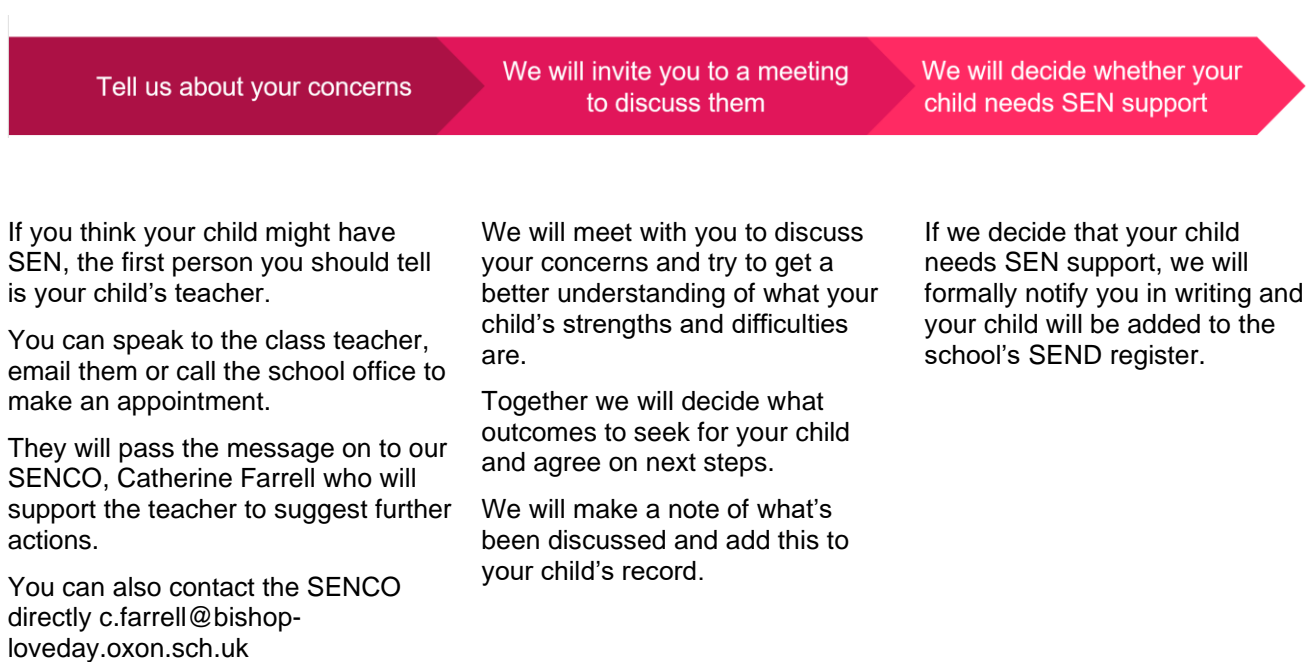 Tell us about your concerns
We will invite you to a meeting
to discuss them
We will decide whether your
child needs SEN support
If you think your child might have
SEN, the first person you should tell
is your child's teacher.
You can speak to the class teacher,
email them or call the school office to
make an appointment.
They will pass the message on to our
SENCO, Catherine Farrell who will
support the teacher to suggest further
actions.
You can also contact the SENCO
directly c.farrell@bishop-
loveday.oxon.sch.uk
We will meet with you to discuss
your concerns and try to get a
better understanding of what your
child's strengths and difficulties
are.
Together we will decide what
outcomes to seek for your child
and agree on next steps.
We will make a note of what's
been discussed and add this to
your child's record.
If we decide that your child
needs SEN support, we will
formally notify you in writing and
your child will be added to the
school's SEND register.